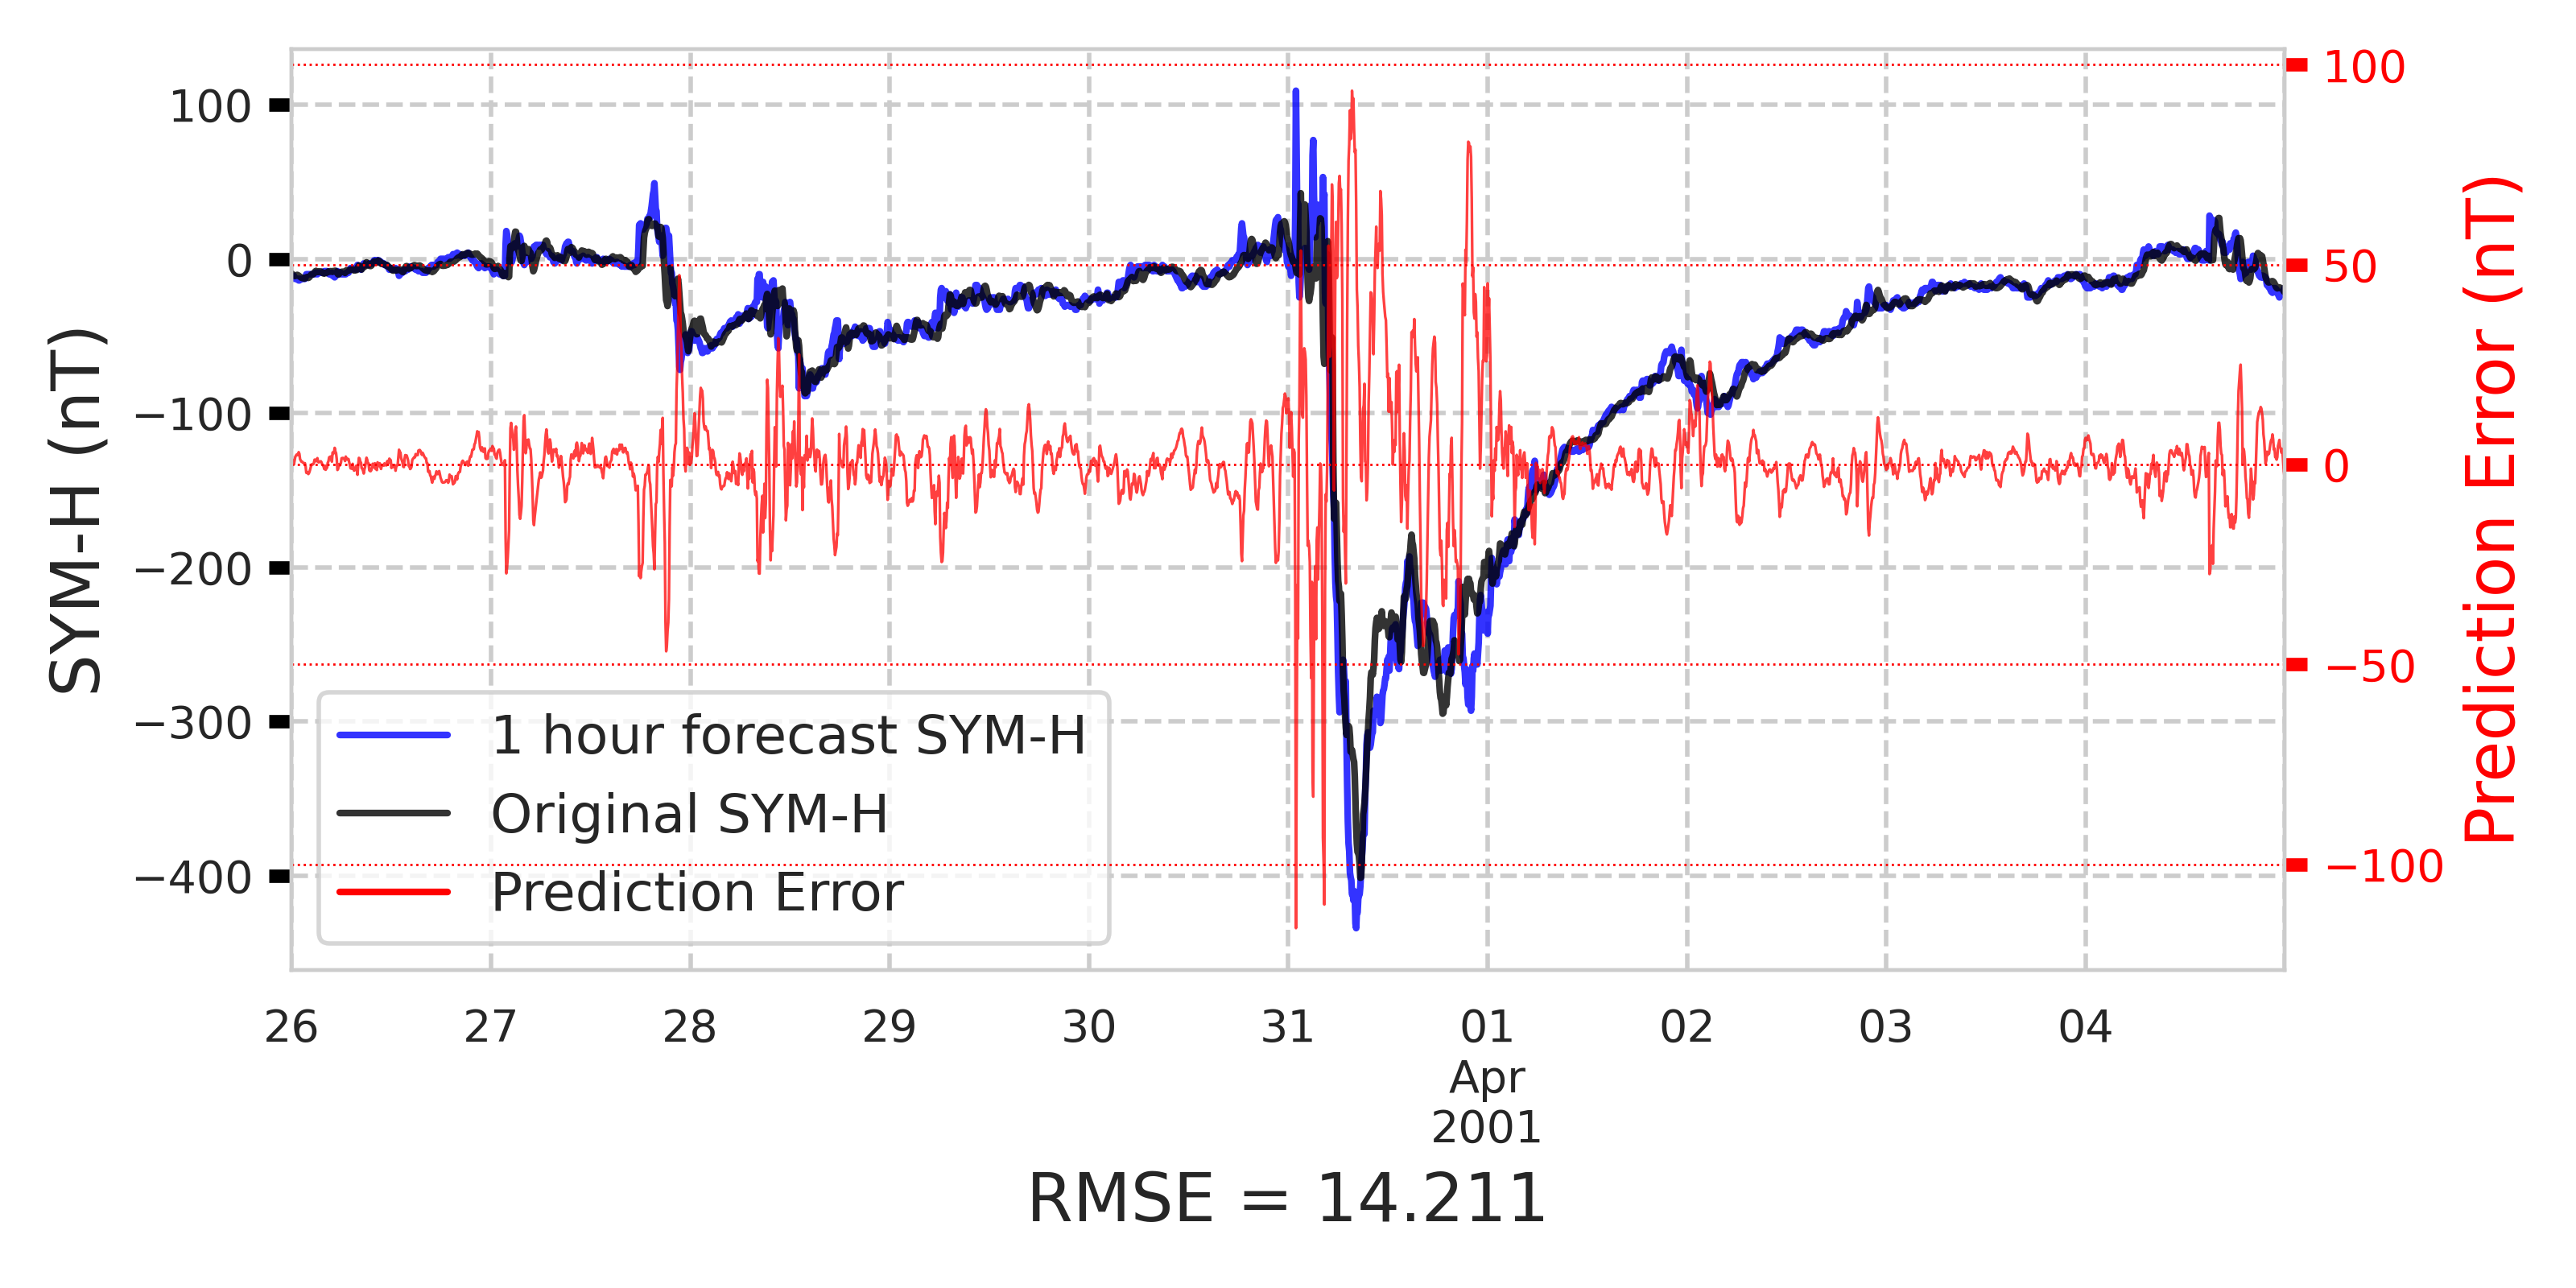 SYM-H (nT)
100
0
−100
−200
−300
−400
100
50
0
−50
−100
Prediction Error (nT)
1 hour forecast SYM-H
Original SYM-H
Prediction Error
26 27 28 29 30 31 01 02 03 04
Apr
2001
RMSE = 14.211